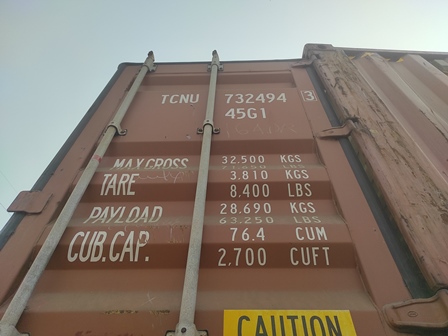 TCNU 732494 3
45G1
MAX.GROSS 32.500 KGS
LBS
TARE 3.810 KGS
8.400 LBS
PAYLOAD 28.690 KGS
63.250 LBS
CUB.CAP. 76.4 CUM
2.700 CUFT
CAUTION